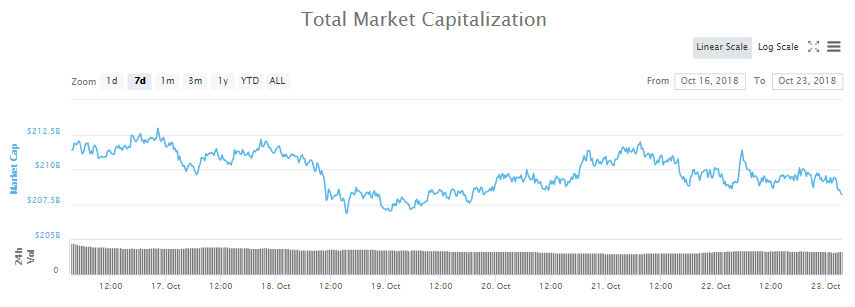 Total Market Capitalization
Linear Scale Log Scale
Zoom 1d 7d 1m 3m 1y YTD ALL
From Oct 16, 2018 To Oct 23, 2018
Market Cap
$212.5B
$210B
$207.5B
$205B
24h
Vol
0
12:00 17. Oct 12:00 18. Oct 12:00 19. Oct 12:00 20. Oct 12:00 21. Oct 12:00 22. Oct 12:00 23. Oct